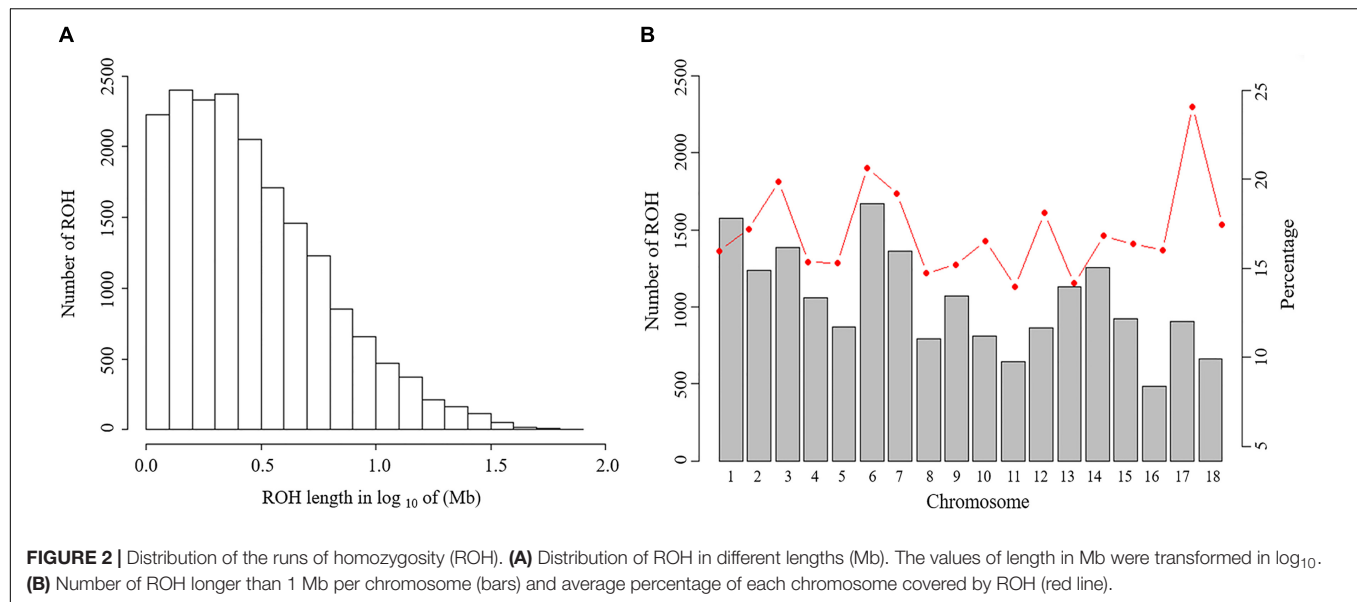 A
B
2500
2000
1500
1000
500
0
Number of ROH
0.0 0.5 1.0 1.5 2.0
ROH length in log 10 of (Mb)
2500
2000
1500
1000
500
0
Number of ROH
1 2 3 4 5 6 7 8 9 10 11 12 13 14 15 16 17 18
Chromosome
25
20
15
10
5
Percentage
FIGURE 2 | Distribution of the runs of homozygosity (ROH). (A) Distribution of ROH in different lengths (Mb). The values of length in Mb were transformed in log10.
(B) Number of ROH longer than 1 Mb per chromosome (bars) and average percentage of each chromosome covered by ROH (red line).